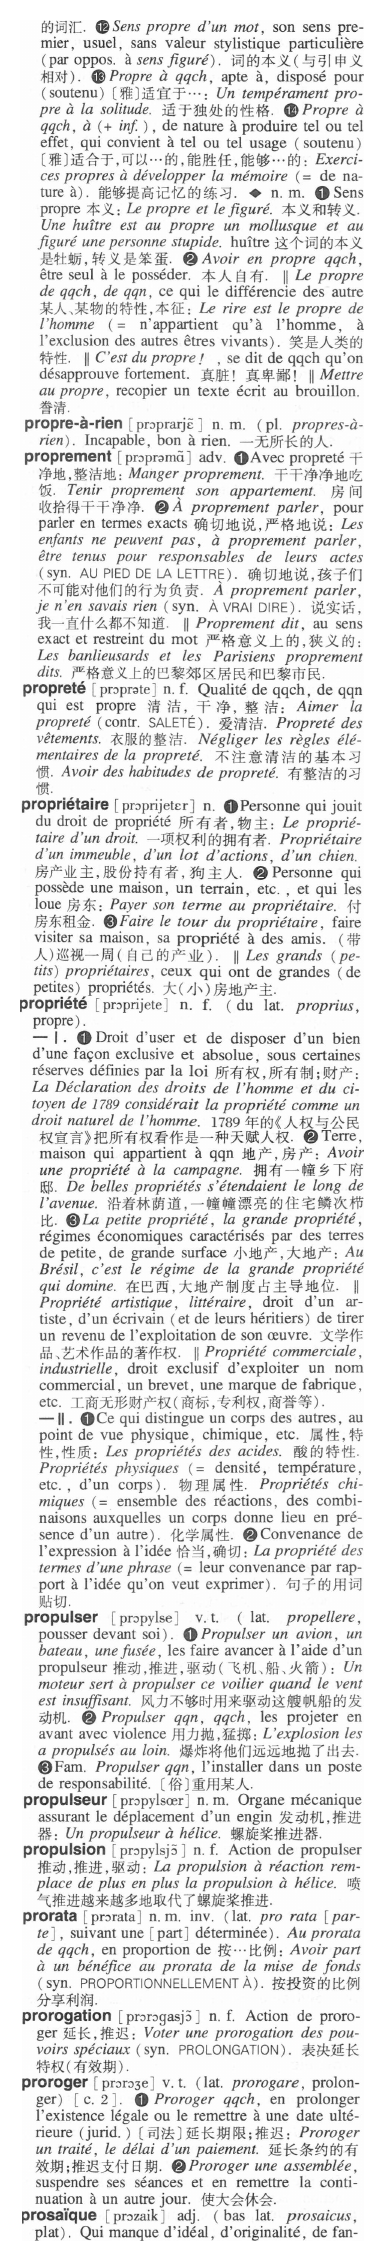 的词汇. ⓬ Sens propre d'un mot, son sens pre-
mier, usuel, sans valeur stylistique particulière
(par oppos. à sens figuré). 词的本义(与引申义
相对). ⓭ Propre à qqch, apte à, disposé pour
(soutenu) [雅]适宜于…: Un tempérament pro-
pre à la solitude. 适于独处的性格. ⓮ Propre à
qqch, à (+ inf.), de nature à produire tel ou tel
effet, qui convient à tel ou tel usage (soutenu)
[雅]适合于,可以…的,能胜任,能够…的: Exerci-
ces propres à développer la mémoire (= de na-
ture à). 能够提高记忆的练习. ◆ n. m. ❶ Sens
propre 本义: Le propre et le figuré. 本义和转义.
Une huître est au propre un mollusque et au
figuré une personne stupide. huître 这个词的本义
是牡蛎,转义是笨蛋. ❷ Avoir en propre qqch,
être seul à le posséder. 本人自有. ‖ Le propre
de qqch, de qqn, ce qui le différencie des autre
某人、某物的特性,本征: Le rire est le propre de
l'homme (= n'appartient qu'à l'homme, à
l'exclusion des autres êtres vivants). 笑是人类的
特性. ‖ C'est du propre! , se dit de qqch qu'on
désapprouve fortement. 真脏! 真卑鄙! ‖ Mettre
au propre, recopier un texte écrit au brouillon.
誊清.
propre-à-rien [prɔprarjɛ̃] n. m. (pl. propres-à-
rien). Incapable, bon à rien. 一无所长的人.
proprement [prɔprəmɑ̃] adv. ❶Avec propreté 干
净地,整洁地: Manger proprement. 干干净净地吃
饭. Tenir proprement son appartement. 房间
收拾得干干净净. ❷ À proprement parler, pour
parler en termes exacts 确切地说,严格地说: Les
enfants ne peuvent pas, à proprement parler,
être tenus pour responsables de leurs actes
(syn. AU PIED DE LA LETTRE). 确切地说,孩子们
不可能对他们的行为负责. À proprement parler,
je n'en savais rien (syn. À VRAI DIRE). 说实话,
我一直什么都不知道. ‖ Proprement dit, au sens
exact et restreint du mot 严格意义上的,狭义的:
Les banlieusards et les Parisiens proprement
dits. 严格意义上的巴黎郊区居民和巴黎市民.
propreté [prɔprəte] n. f. Qualité de qqch, de qqn
qui est propre 清洁, 干净, 整洁: Aimer la
propreté (contr. SALETÉ). 爱清洁. Propreté des
vêtements. 衣服的整洁. Négliger les règles élé-
mentaires de la propreté. 不注意清洁的基本习
惯. Avoir des habitudes de propreté. 有整洁的习
惯.
propriétaire [prɔprijetɛr] n. ❶Personne qui jouit
du droit de propriété 所有者,物主: Le proprié-
taire d'un droit. 一项权利的拥有者. Propriétaire
d'un immeuble, d'un lot d'actions, d'un chien.
房产业主,股份持有者, 狗主人. ❷ Personne qui
possède une maison, un terrain, etc., et qui les
loue 房东: Payer son terme au propriétaire. 付
房东租金. ❸Faire le tour du propriétaire, faire
visiter sa maison, sa propriété à des amis. (带
人)巡视一周(自己的产业). ‖ Les grands (pe-
tits) propriétaires, ceux qui ont de grandes (de
petites) propriétés. 大(小)房地产主.
propriété [prɔprijete] n. f. (du lat. proprius,
propre).
—Ⅰ. ❶ Droit d'user et de disposer d'un bien
d'une façon exclusive et absolue, sous certaines
réserves définies par la loi 所有权,所有制;财产:
La Déclaration des droits de l'homme et du ci-
toyen de 1789 considérait la propriété comme un
droit naturel de l'homme. 1789 年的《人权与公民
权宣言》把所有权看作是一种天赋人权. ❷ Terre,
maison qui appartient à qqn 地产,房产: Avoir
une propriété à la campagne. 拥有一幢乡下府
邸. De belles propriétés s'étendaient le long de
l'avenue. 沿着林荫道,一幢幢漂亮的住宅鳞次栉
比. ❸La petite propriété, la grande propriété,
régimes économiques caractérisés par des terres
de petite, de grande surface 小地产,大地产: Au
Brésil, c'est le régime de la grande propriété
qui domine. 在巴西,大地产制度占主导地位. ‖
Propriété artistique, littéraire, droit d'un ar-
tiste, d'un écrivain (et de leurs héritiers) de tirer
un revenu de l'exploitation de son œuvre. 文学作
品、艺术作品的著作权. ‖ Propriété commerciale,
industrielle, droit exclusif d'exploiter un nom
commercial, un brevet, une marque de fabrique,
etc. 工商无形财产权(商标,专利权,商誉等).
—Ⅱ. ❶Ce qui distingue un corps des autres, au
point de vue physique, chimique, etc. 属性,特
性,性质: Les propriétés des acides. 酸的特性.
Propriétés physiques (= densité, température,
etc., d'un corps). 物理属性. Propriétés chi-
miques (= ensemble des réactions, des combi-
naisons auxquelles un corps donne lieu en pré-
sence d'un autre). 化学属性. ❷ Convenance de
l'expression à l'idée 恰当,确切: La propriété des
termes d'une phrase (= leur convenance par rap-
port à l'idée qu'on veut exprimer). 句子的用词
贴切.
propulser [prɔpylse] v. t. ( lat. propellere,
pousser devant soi). ❶ Propulser un avion, un
bateau, une fusée, les faire avancer à l'aide d'un
propulseur 推动,推进,驱动(飞机、船、火箭): Un
moteur sert à propulser ce voilier quand le vent
est insuffisant. 风力不够时用来驱动这艘帆船的发
动机. ❷ Propulser qqn, qqch, les projeter en
avant avec violence 用力抛,猛掷: L'explosion les
a propulsés au loin. 爆炸将他们远远地抛了出去.
❸Fam. Propulser qqn, l'installer dans un poste
de responsabilité. [俗]重用某人.
propulseur [prɔpylsœr] n. m. Organe mécanique
assurant le déplacement d'un engin 发动机,推进
器: Un propulseur à hélice. 螺旋桨推进器.
propulsion [prɔpylsjɔ̃] n. f. Action de propulser
推动,推进,驱动: La propulsion à réaction rem-
place de plus en plus la propulsion à hélice. 喷
气推进越来越多地取代了螺旋桨推进.
prorata [prɔrata] n. m. inv. (lat. pro rata [par-
te], suivant une [part] déterminée). Au prorata
de qqch, en proportion de 按…比例: Avoir part
à un bénéfice au prorata de la mise de fonds
(syn. PROPORTIONNELLEMENT À). 按投资的比例
分享利润.
prorogation [prɔrɔgasjɔ̃] n. f. Action de proro-
ger 延长,推迟: Voter une prorogation des pou-
voirs spéciaux (syn. PROLONGATION). 表决延长
特权(有效期).
proroger [prɔrɔʒe] v. t. (lat. prorogare, prolon-
ger) [c. 2]. ❶ Proroger qqch, en prolonger
l'existence légale ou le remettre à une date ulté-
rieure (jurid.) [司法]延长期限;推迟: Proroger
un traité, le délai d'un paiement. 延长条约的有
效期;推迟支付日期. ❷Proroger une assemblée,
suspendre ses séances et en remettre la conti-
nuation à un autre jour. 使大会休会.
prosaïque [prɔzaik] adj. ( bas lat. prosaicus,
plat). Qui manque d'idéal, d'originalité, de fan-